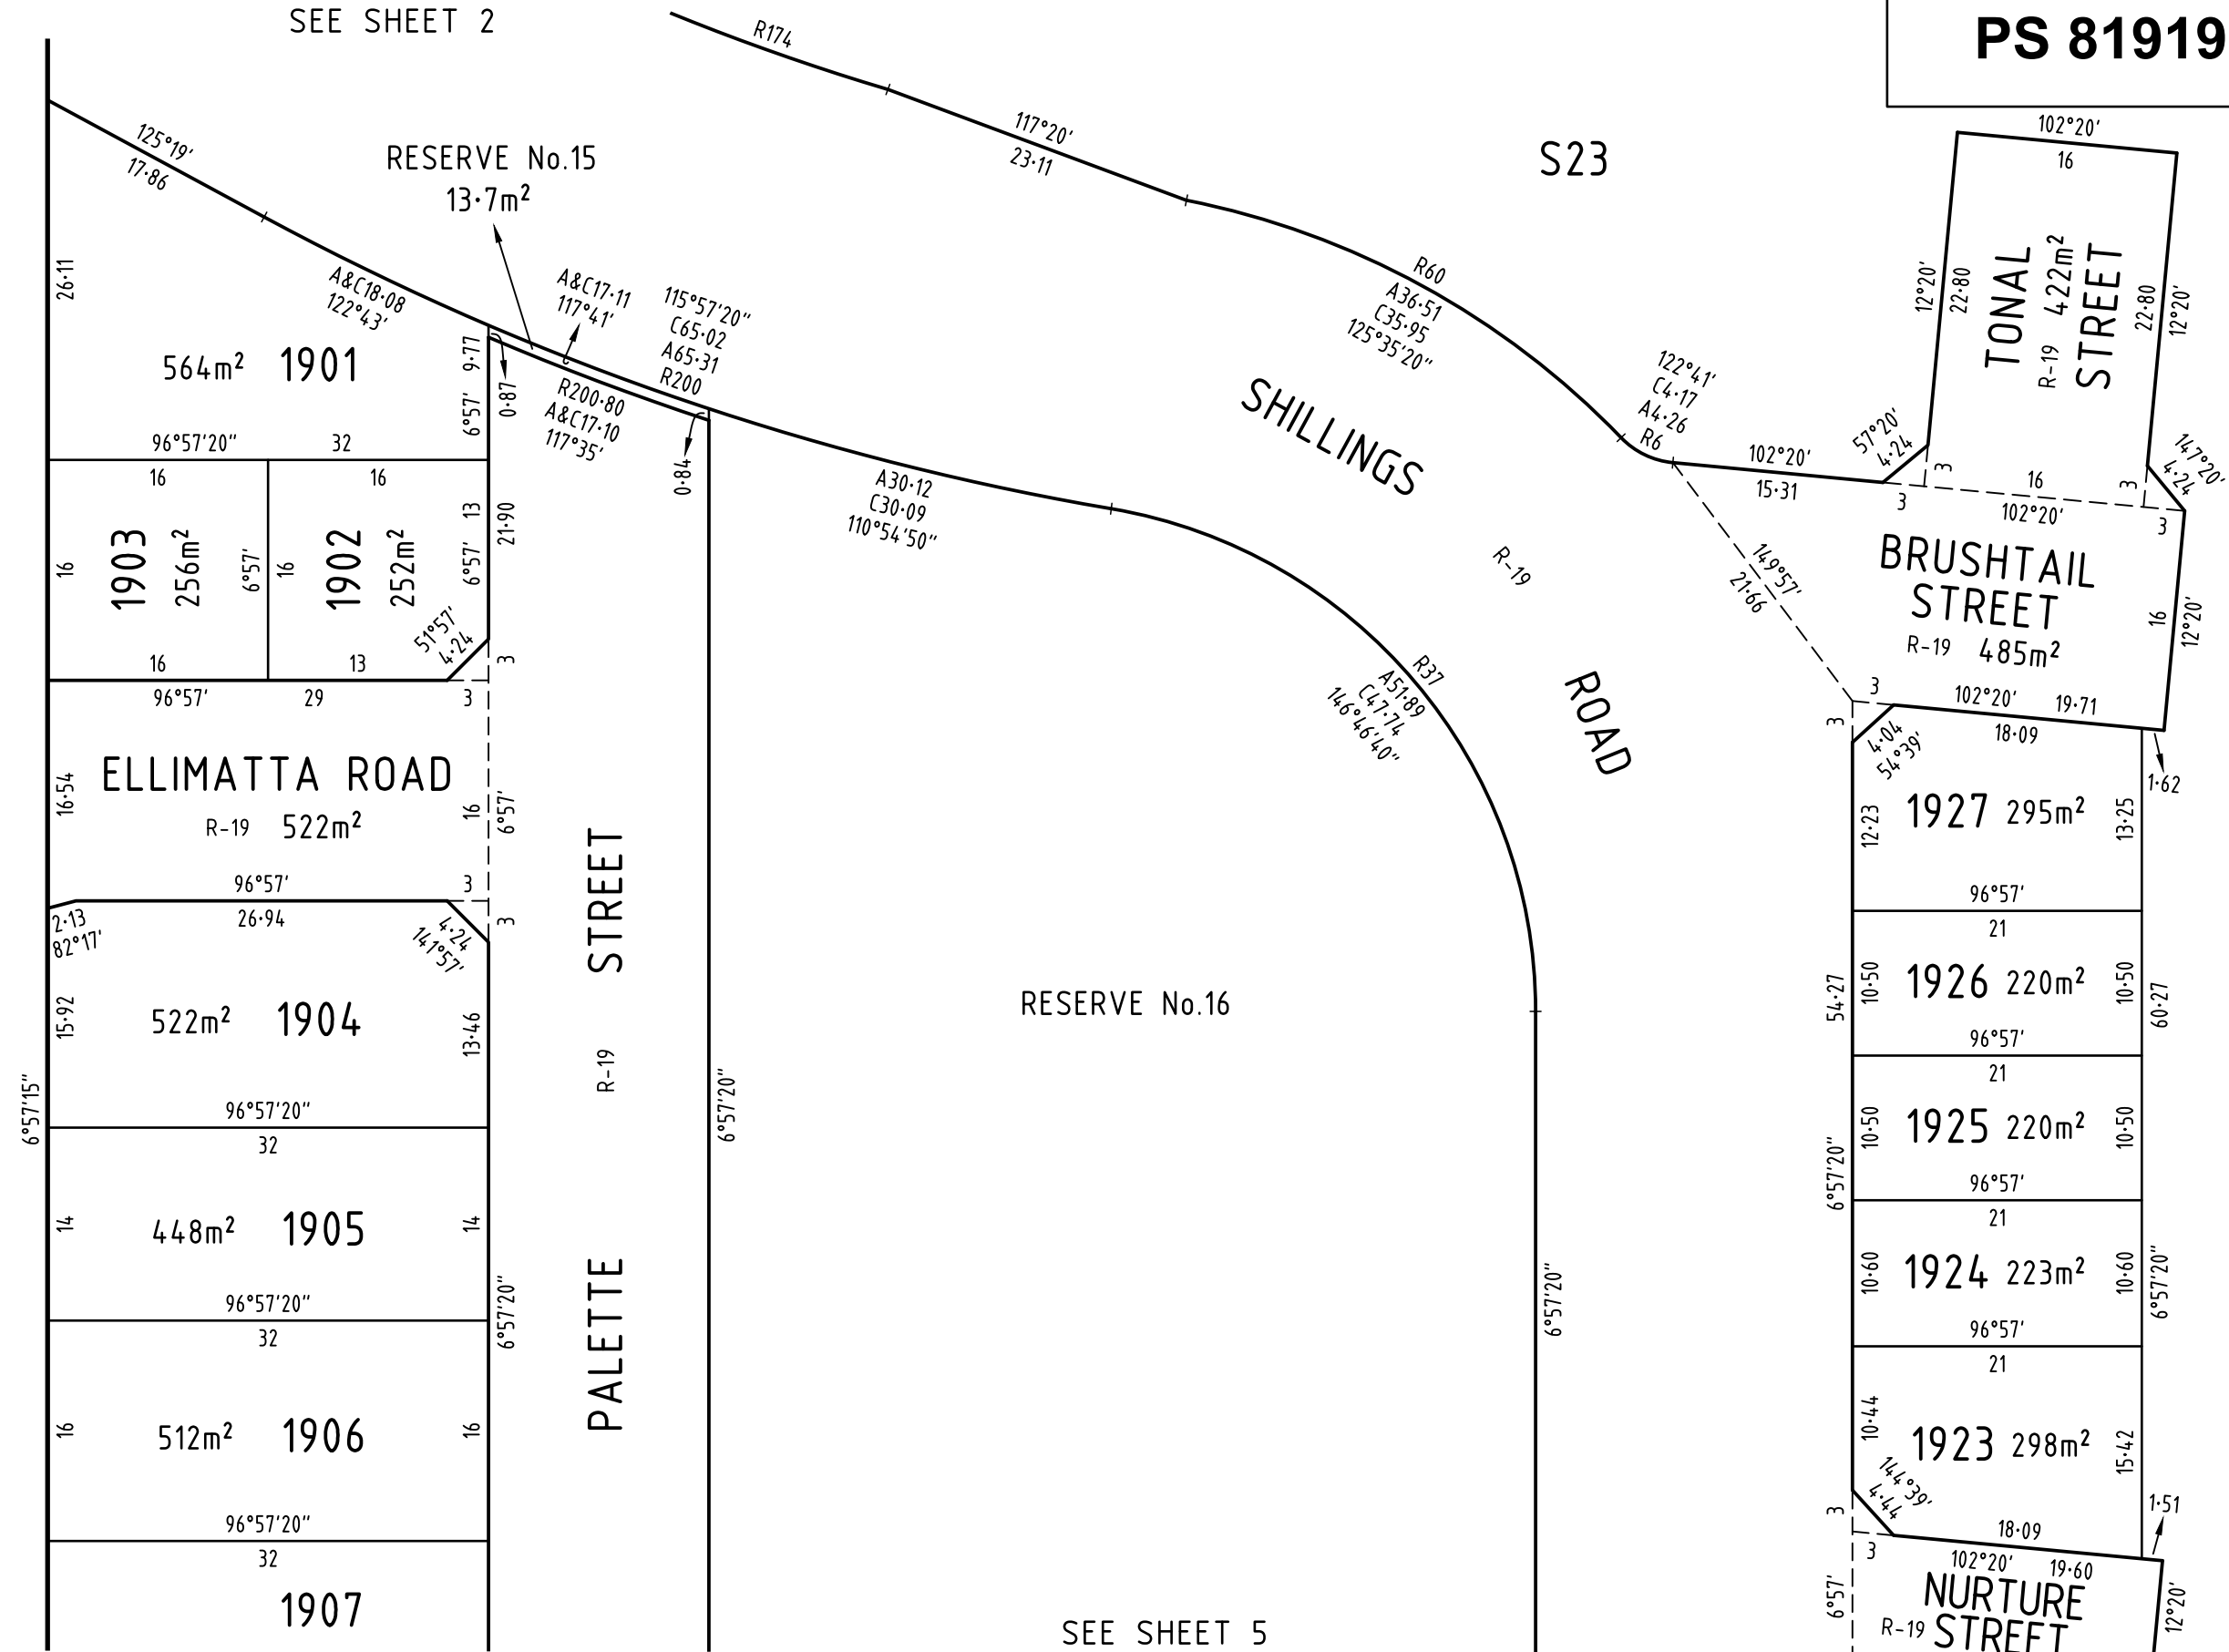 SEE SHEET 2
PS 81919
R174
117°20'
23·11
S23
102°20'
16
125°19'
17·86
RESERVE No.15
13·7m²
26·11
A&C18·08
122°43'
A&C17·11
117°41'
115°57'20"
C65·02
A65·31
R200
R60
A36·51
C35·95
125°35'20"
12°20'
22·80
TONAL
STREET
R-19 422m²
22·80
12°20'
564m² 1901
9·77
6°57'
0·87
R200·80
A&C17·10
117°35'
0·84
SHILLINGS
ROAD
R-19
122°41'
C4·17
A4·26
R6
102°20'
15·31
57°20'
4·24
3
3
16
102°20'
3
3
147°20'
4·24
96°57'20" 32
16
16
1903
256m²
16
6°57'
16
1902
252m²
13
6°57'
21·90
51°57'
4·24
3
16
13
96°57' 29 3
A30·12
C30·09
110°54'50"
R37
A51·89
C47·74
146°46'40"
149°57'
21·66
BRUSHTAIL
STREET
R-19 485m²
16
12°20'
3
3
102°20' 19·71
18·09
4·04
54°39'
1·62
ELLIMATTA ROAD
R-19 522m²
16·54
16
6°57'
96°57' 3
26·94
3
2·13
82°17'
4·24
141°57'
15·92
522m² 1904
13·46
96°57'20"
32
6°57'15"
14
448m² 1905
14
96°57'20"
32
16
512m² 1906
16
96°57'20"
32
1907
6°57'20"
PALETTE STREET
R-19
6°57'20"
RESERVE No.16
6°57'20"
SEE SHEET 5
12·23
1927 295m²
13·25
96°57'
21
54·27
10·50
1926 220m²
10·50
60·27
96°57'
21
6°57'20"
10·50
1925 220m²
10·50
96°57'
21
10·60
1924 223m²
10·60
6°57'20"
96°57'
21
10·44
1923 298m²
15·42
144°39'
4·44
3
3
18·09
1·51
102°20' 19·60
6°57'
NURTURE
R-19 STREET
12°20'